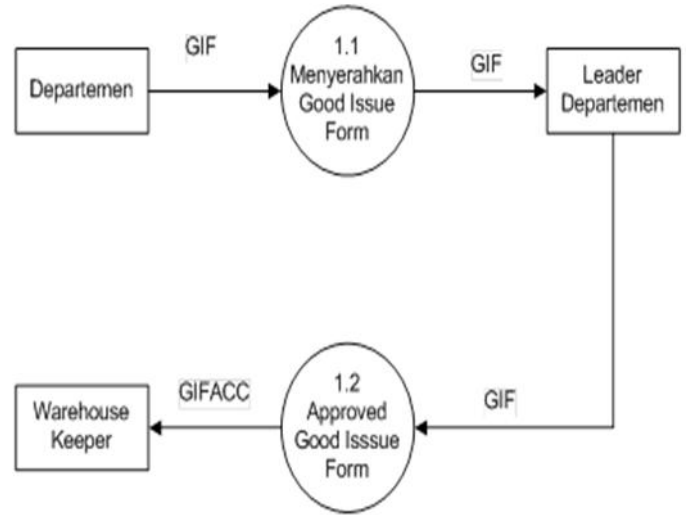 GIF
Departemen
1.1
Menyerahkan
Good Issue
Form
GIF
Leader
Departemen
Warehouse
Keeper
GIFACC
1.2
Approved
Good Isssue
Form
GIF